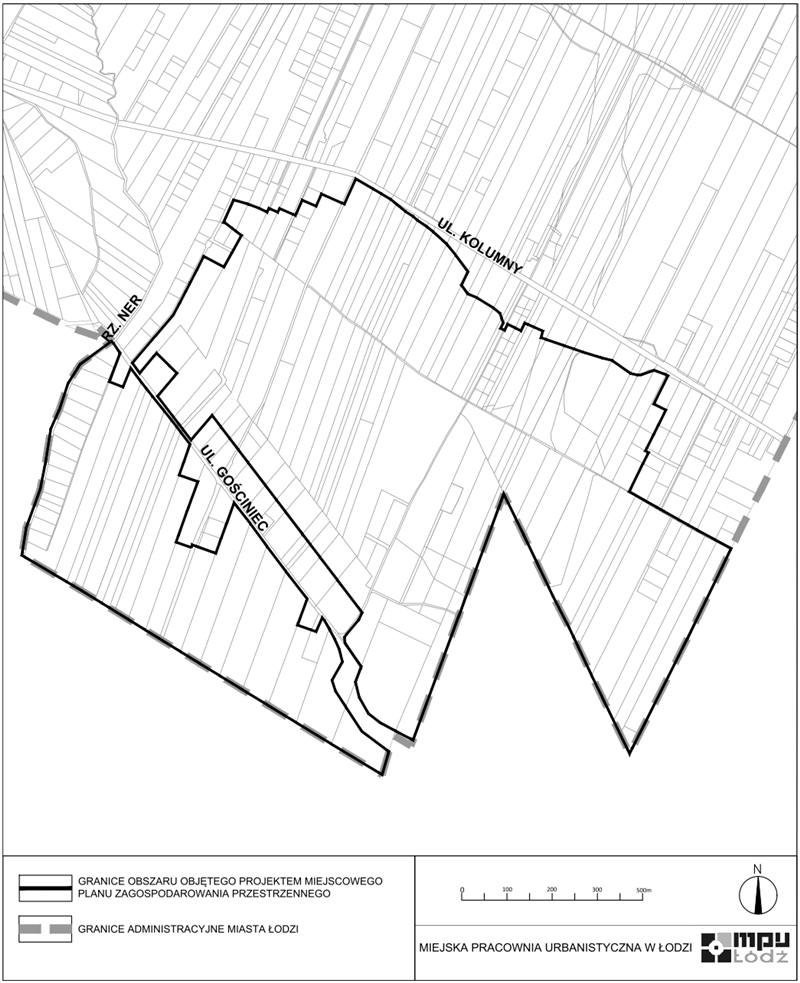 UL. KOLUMNY
RZ. NER
UL. GOŚCINIEC
GRANICE OBSZARU OBJĘTEGO PROJEKTEM MIEJSCOWEGO
PLANU ZAGOSPODAROWANIA PRZESTRZENNEGO
GRANICE ADMINISTRACYJNE MIASTA ŁODZI
0 100 200 300 500m
N
MIEJSKA PRACOWNIA URBANISTYCZNA W ŁODZI
mpu
Łódź